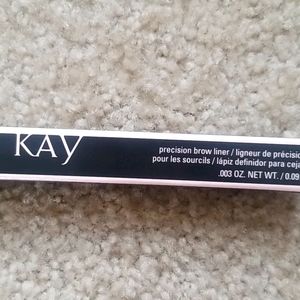 KAY
precision brow liner / ligneur de précisio
pour les sourcils / lápiz definidor para ceja
.003 OZ. NET WT. / 0.09